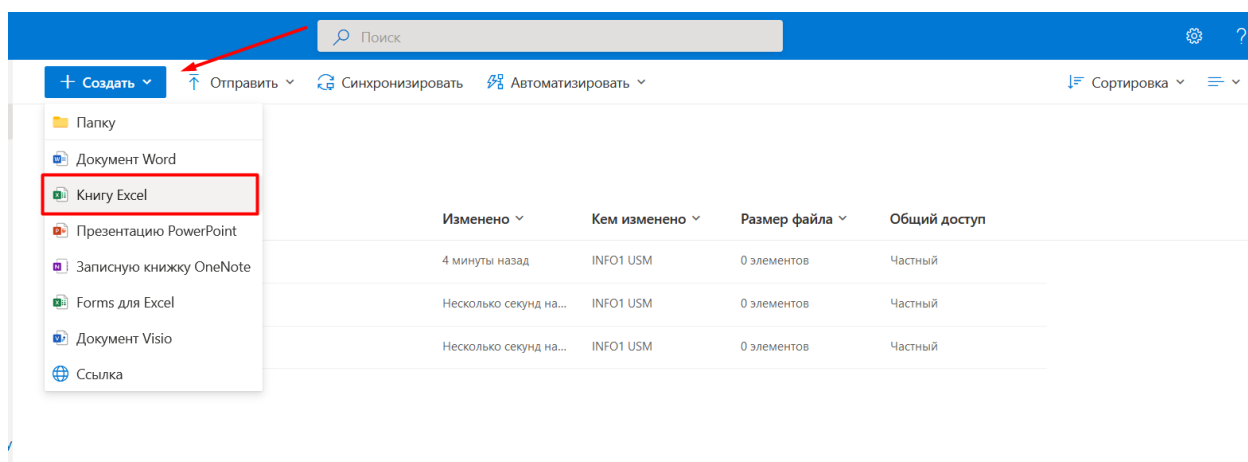 Поиск
?
+ Создать
Отправить
Синхронизировать
Автоматизировать
Сортировка
Папку
Документ Word
Книгу Excel
Презентацию PowerPoint
Записную книжку OneNote
Forms для Excel
Документ Visio
Ссылка
Изменено Кем изменено Размер файла Общий доступ
4 минуты назад INFO1 USM 0 элементов Частный
Несколько секунд на... INFO1 USM 0 элементов Частный
Несколько секунд на... INFO1 USM 0 элементов Частный